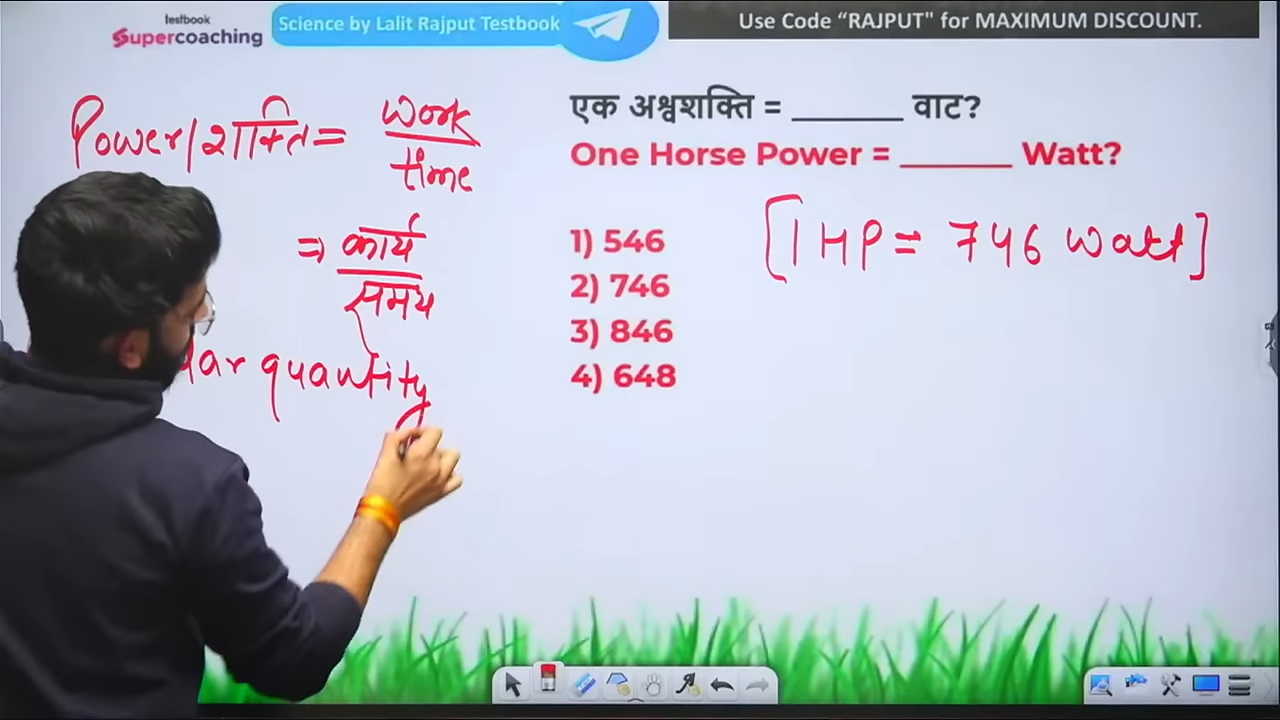 testbook
Supercoaching
Science by Lalit Rajput Testbook
Use Code “RAJPUT" for MAXIMUM DISCOUNT.
Power/शक्ति = work
time
⇒ कार्य
समय
quantity
एक अश्वशक्ति = ______ वाट?
One Horse Power = ______ Watt?
1) 546
2) 746
3) 846
4) 648
[1 HP = 746 watt]